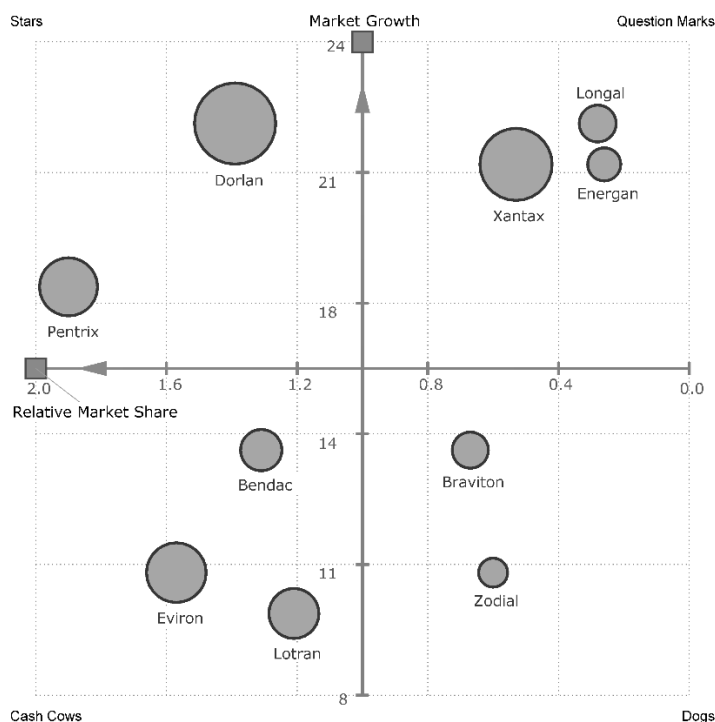 Stars
Market Growth
Question Marks
24
Longal
Dorlan
21
Energan
Xantax
18
Pentrix
2.0
1.6
1.2
0.8
0.4
0.0
Relative Market Share
14
Bendac
Braviton
11
Zodial
Eviron
Lotran
8
Cash Cows
Dogs